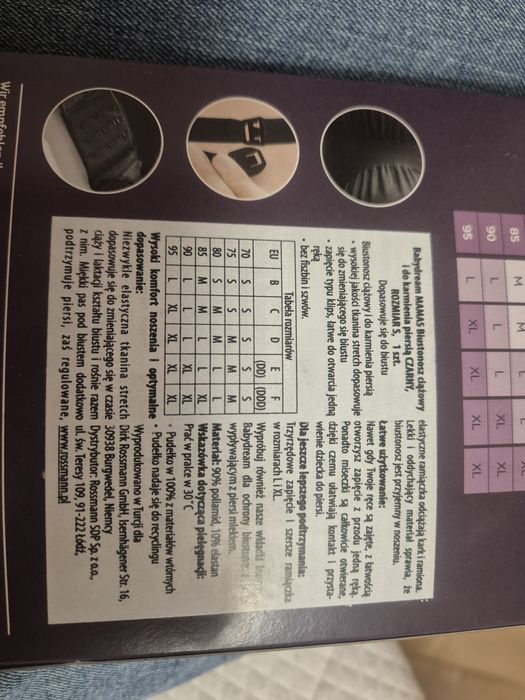 85 M M L
90 L L L XL XL
95 L XL XL XL XL
Babydream MAMAS Biustonosz ciążowy
i do karmienia piersią CZARNY,
ROZMIAR S, 1 szt.
Dopasowuje się do biustu
Biustonosz ciążowy i do karmienia piersią
• wysokiej jakości tkanina stretch dopasowuje
się do zmieniającego się biustu
• zapięcie typu klips, łatwe do otwarcia jedną
ręką
• bez fiszbin i szwów.
Tabela rozmiarów
EU B C D E F
(DD) (DDD)
70 S S S S S
75 S S M M M
80 S M M L L
85 M M L L XL
90 L L L XL XL
95 L XL XL XL XL
Wysoki komfort noszenia i optymalne
dopasowanie:
Niezwykle elastyczna tkanina stretch
dopasowuje się do zmieniającego się w czasie
ciąży i laktacji kształtu biustu i rośnie razem
z nim. Miękki pas pod biustem dodatkowo
podtrzymuje piersi, zaś regulowane,
elastyczne ramiączka odciążają kark i ramiona.
Lekki i oddychający materiał sprawia, że
biustonosz jest przyjemny w noszeniu.
Łatwe użytkowanie:
Nawet gdy Twoje ręce są zajęte, z łatwością
otworzysz zapięcie z przodu jedną ręką.
Ponadto miseczki są całkowicie otwierane,
dzięki czemu ułatwiają kontakt i przysta-
wienie dziecka do piersi.
Dla jeszcze lepszego podtrzymania:
Trzyrzędowe zapięcie i szersze ramiączka
w rozmiarach L i XL.
Wypróbuj również nasze wkładki
Babydream dla ochrony biustonosza
wypływającym z piersi mlekiem.
Materiał: 90% poliamid, 10% elastan
Wskazówka dotycząca pielęgnacji:
Prać w pralce w 30°C
• Pudełko w 100% z materiałów wtórnych
• Pudełko nadaje się do recyclingu
Wyprodukowano w Turcji dla
Dirk Rossmann GmbH, Isernhägener Str. 16,
30938 Burgwedel, Niemcy
Dystrybutor: Rossmann SDP Sp. z o.o.,
ul. św. Teresy 109, 91-222 Łódź,
www.rossmann.pl
Wir empfehlen